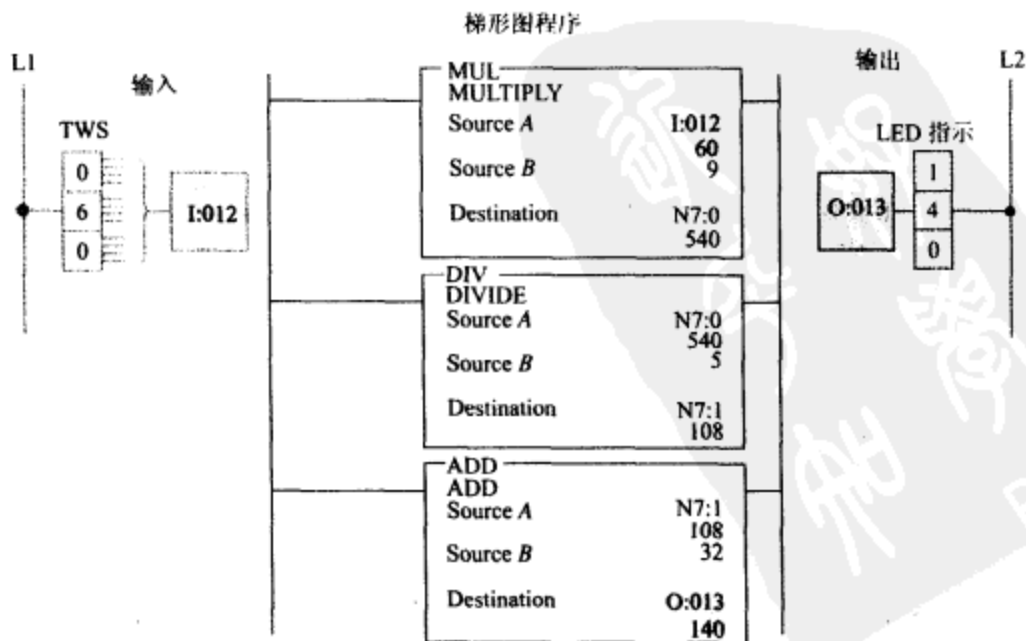 梯形图程序
L1
输入
TWS
0
6
0
I:012
MUL
MULTIPLY
Source A
I:012
60
Source B
9
Destination
N7:0
540
DIV
DIVIDE
Source A
N7:0
540
Source B
5
Destination
N7:1
108
ADD
ADD
Source A
N7:1
108
Source B
32
Destination
O:013
140
输出
L2
LED 指示
O:013
1
4
0